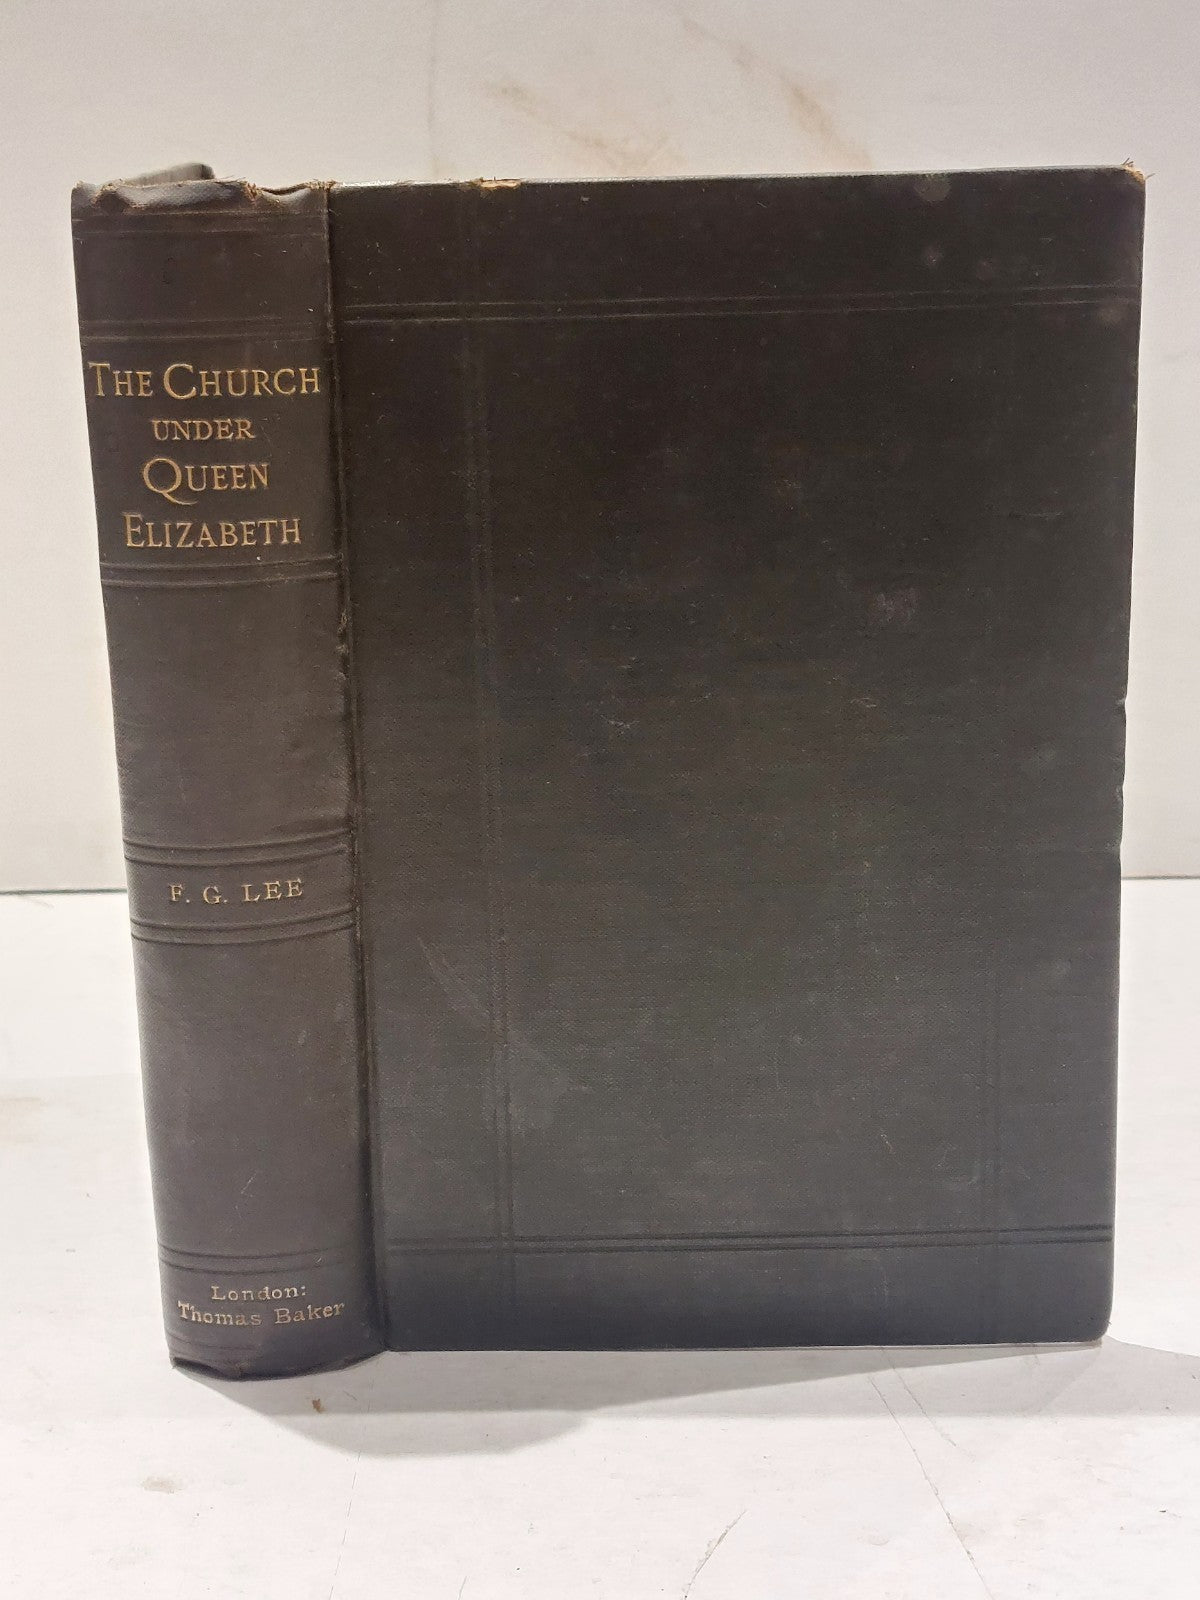 THE CHURCH
UNDER
QUEEN
ELIZABETH
F. G. LEE
London:
Thomas Baker